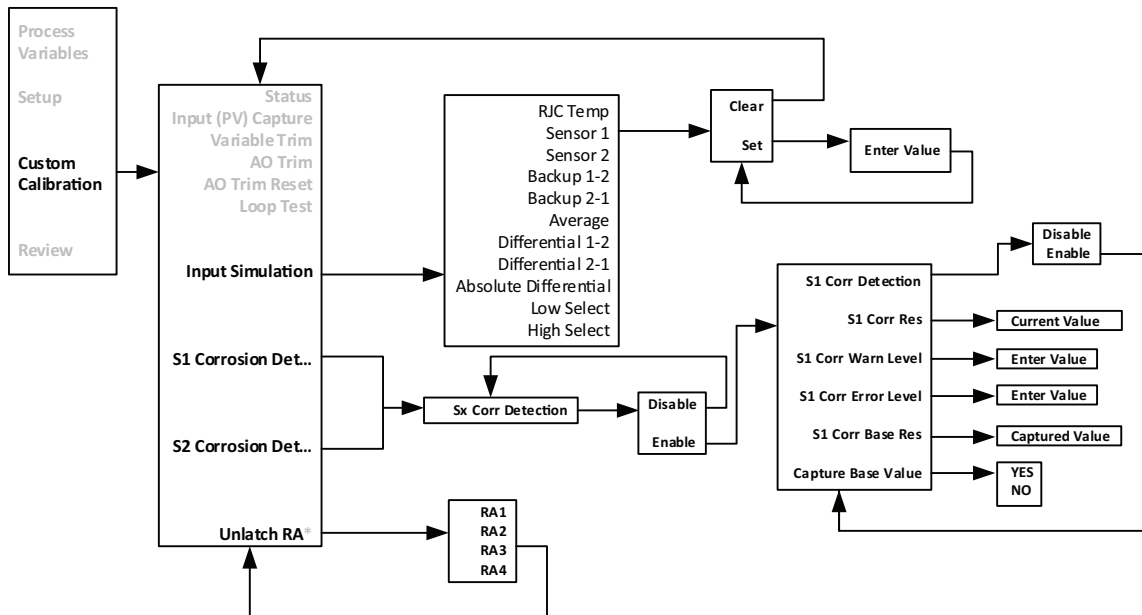 Process
Variables
Setup
Custom
Calibration
Review
Status
Input (PV) Capture
Variable Trim
AO Trim
AO Trim Reset
Loop Test
Input Simulation
S1 Corrosion Det...
S2 Corrosion Det...
Unlatch RA*
RJC Temp
Sensor 1
Sensor 2
Backup 1-2
Backup 2-1
Average
Differential 1-2
Differential 2-1
Absolute Differential
Low Select
High Select
Clear
Set
Enter Value
Sx Corr Detection
Disable
Enable
S1 Corr Detection
S1 Corr Res
S1 Corr Warn Level
S1 Corr Error Level
S1 Corr Base Res
Capture Base Value
Disable
Enable
Current Value
Enter Value
Enter Value
Captured Value
YES
NO
RA1
RA2
RA3
RA4